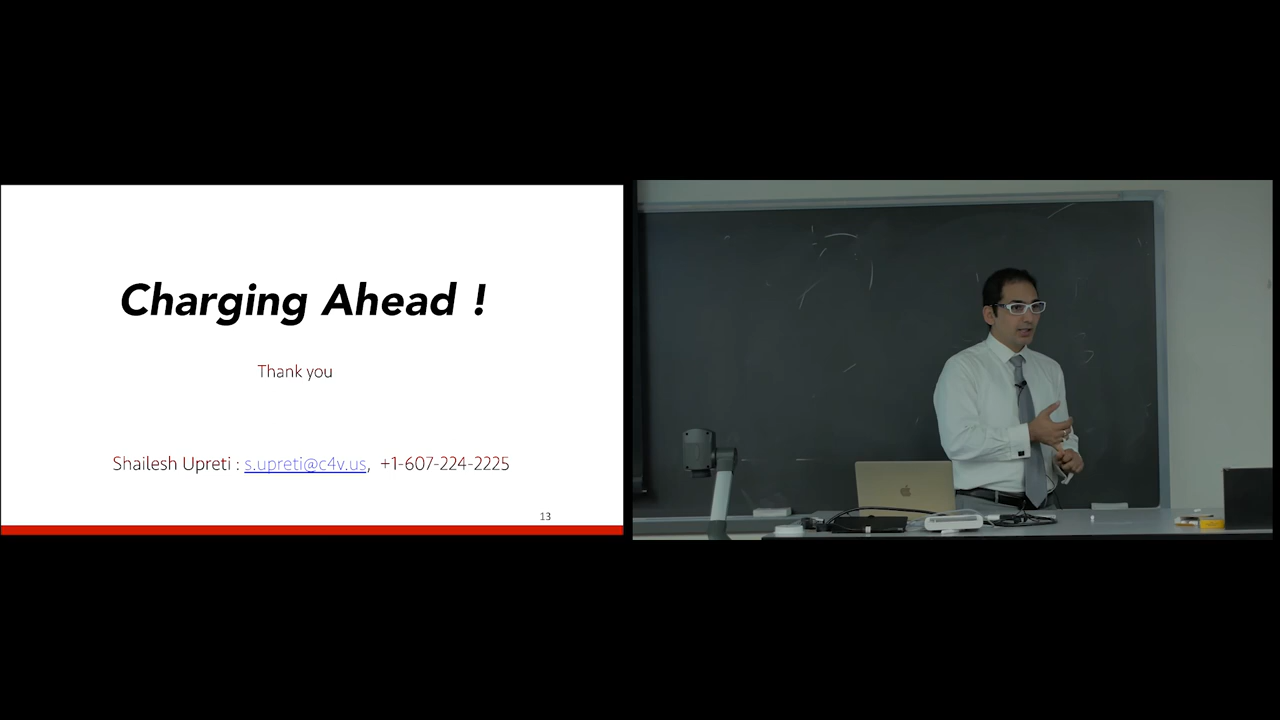 Charging Ahead !
Thank you
Shailesh Upreti : s.upreti@c4v.us, +1-607-224-2225
13